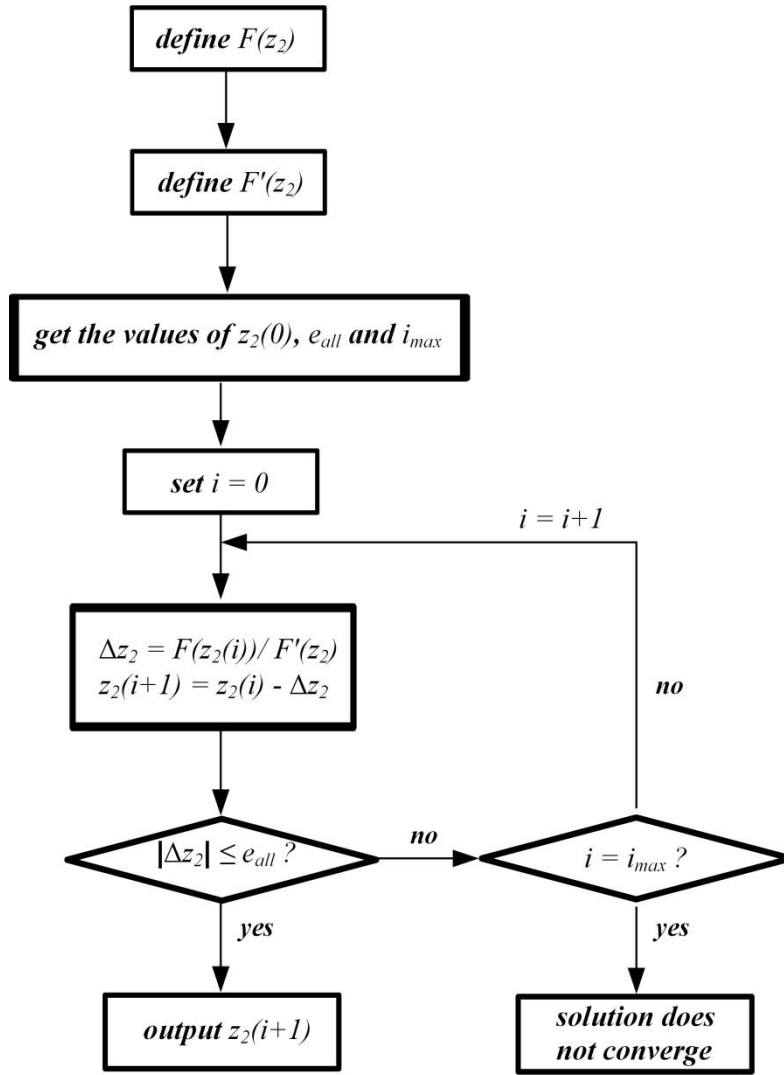 define F(z₂)
define F'(z₂)
get the values of z₂(0), eₐₗₗ and iₘₐₓ
set i = 0
i = i+1
Δz₂ = F(z₂(i))/ F'(z₂)
z₂(i+1) = z₂(i) - Δz₂
no
|Δz₂| ≤ eₐₗₗ ?
no
i = iₘₐₓ ?
yes
yes
output z₂(i+1)
solution does
not converge